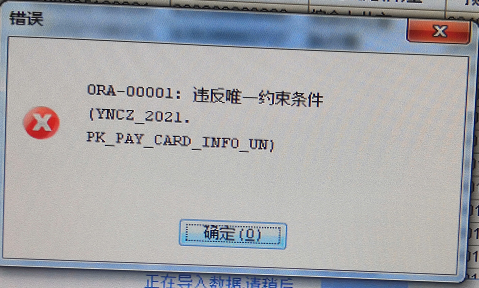 错误
ORA-00001: 违反唯一约束条件
(YNCZ_2021.
PK_PAY_CARD_INFO_UN)
确定(O)
正在导入数据,请稍后